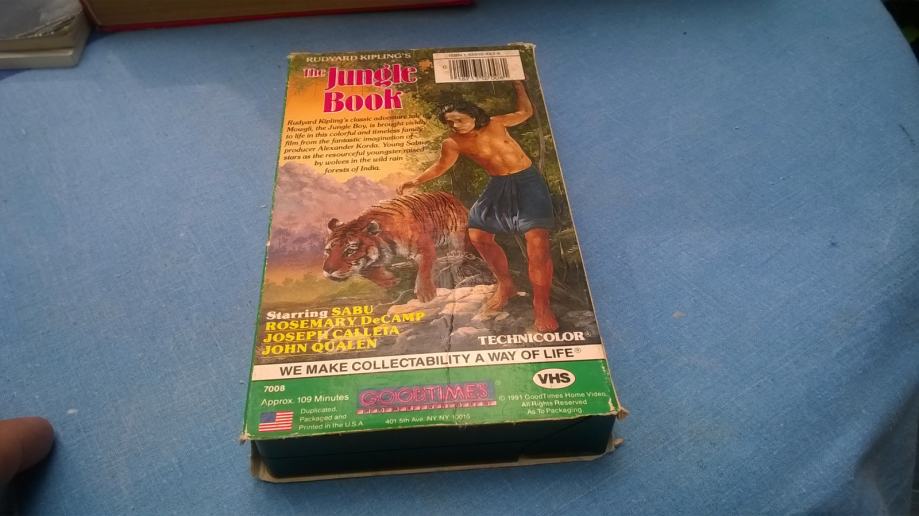 RUDYARD KIPLING'S
The Jungle
Book
Rudyard Kipling's classic adventure
Mowgli, the Jungle Boy, is brought vividly
to life in this colorful and timeless family
film from the fantastic imagination of
producer Alexander Korda. Young Sabu
stars as the resourceful youngster raised
by wolves in the wild rain
forests of India.
Starring SABU
ROSEMARY DeCAMP
JOSEPH CALLEIA
JOHN QUALEN
TECHNICOLOR®
WE MAKE COLLECTABILITY A WAY OF LIFE®
7008
Approx. 109 Minutes
Duplicated,
Packaged and
Printed in the U.S.A
GOODTIMES
401 5th Ave. NY NY 10016
VHS
© 1991 GoodTimes Home Video,
All Rights Reserved
As To Packaging